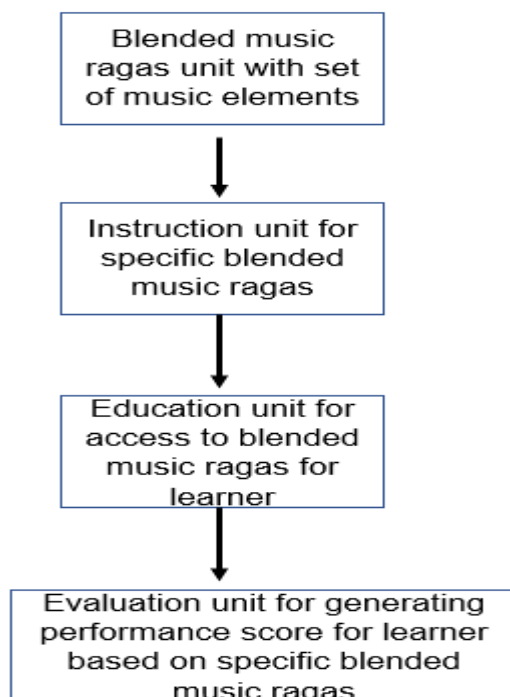 Blended music
ragas unit with set
of music elements
Instruction unit for
specific blended
music ragas
Education unit for
access to blended
music ragas for
learner
Evaluation unit for generating
performance score for learner
based on specific blended
music ragas